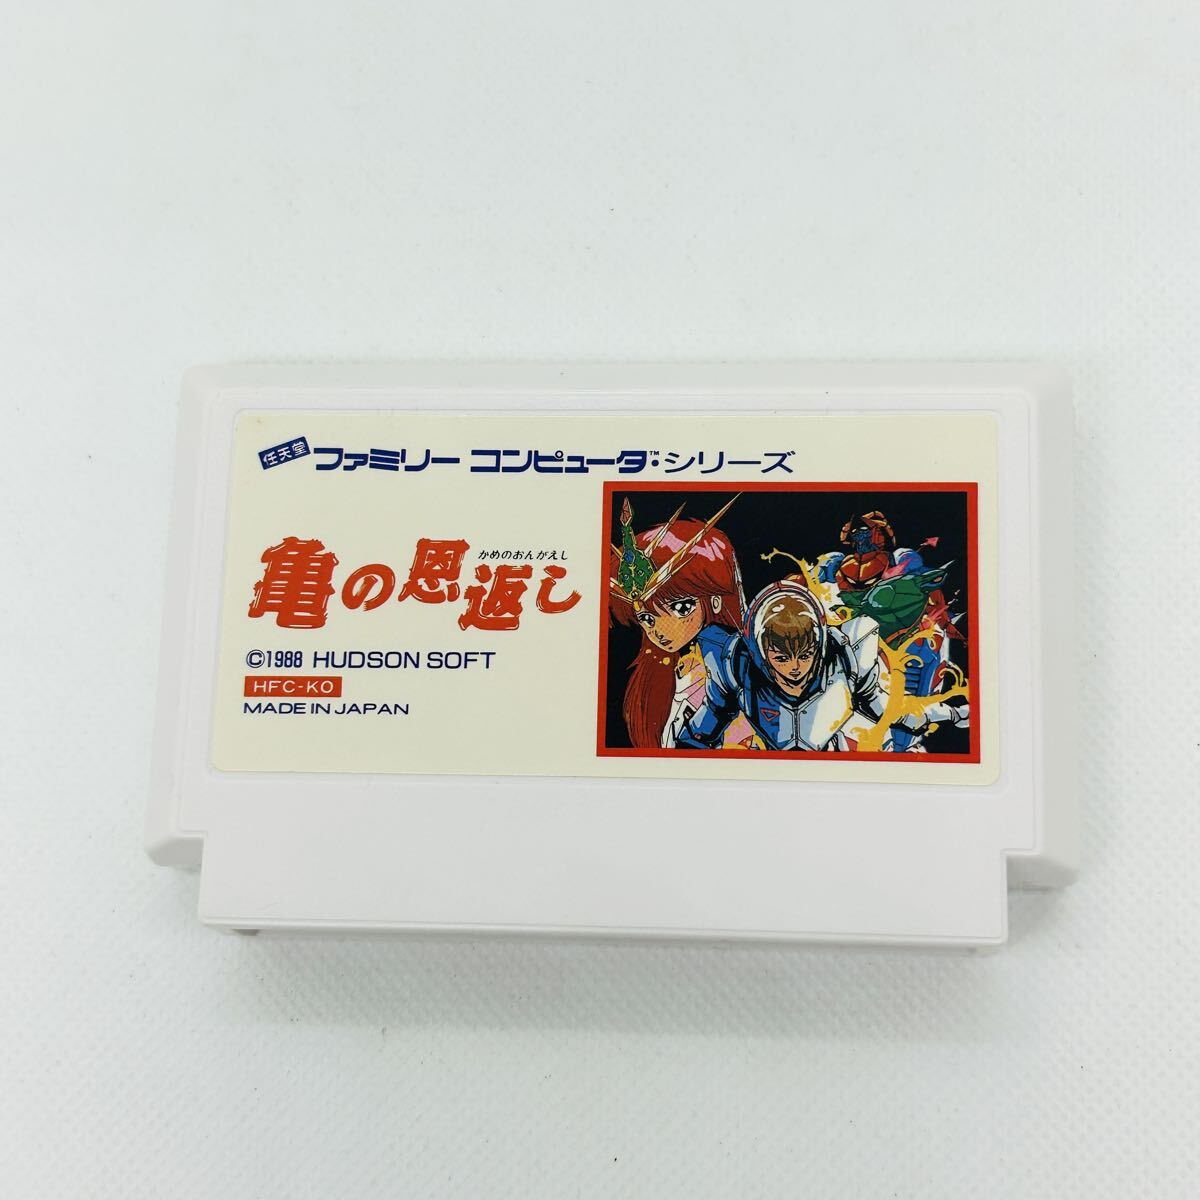 任天堂 ファミリー コンピュータ™・シリーズ
かめのおんがえし
亀の恩返し
©1988 HUDSON SOFT
HFC-KO
MADE IN JAPAN